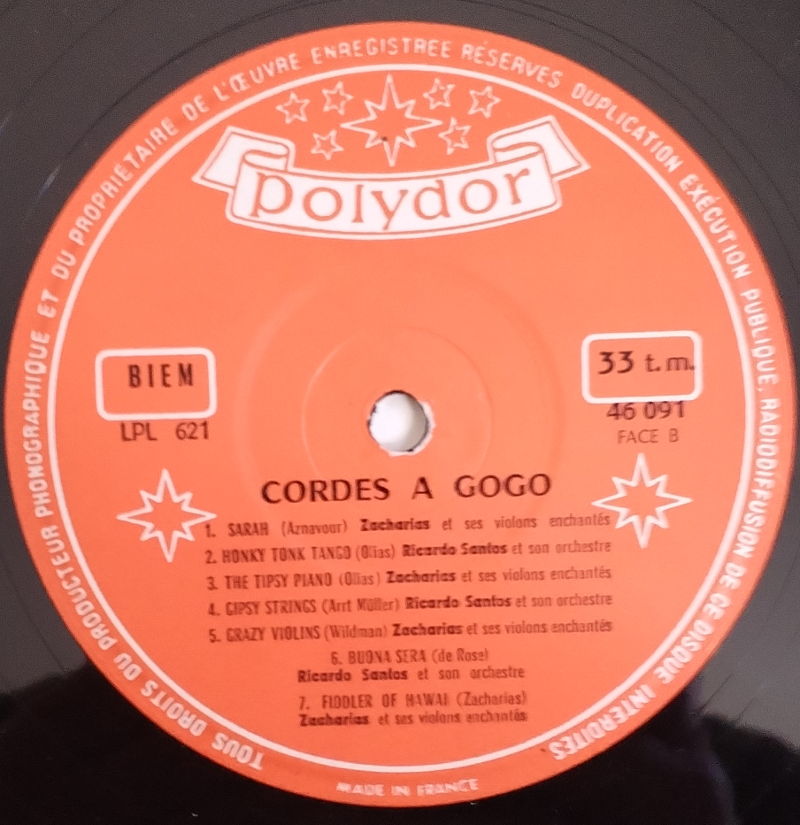 TOUS DROITS DU PRODUCTEUR PHONOGRAPHIQUE ET DU PROPRIÉTAIRE DE L'ŒUVRE ENREGISTREE RÉSERVES DUPLICATION EXÉCUTION PUBLIQUE, RADIODIFFUSION DE CE DISQUE INTERDITES
polydor
BIEM
LPL 621
33 t.m.
46 091
FACE B
CORDES A GOGO
1. SARAH (Aznavour) Zacharias et ses violons enchantés
2. HONKY TONK TANGO (Olias) Ricardo Santos et son orchestre
3. THE TIPSY PIANO (Olias) Zacharias et ses violons enchantés
4. GIPSY STRINGS (Arrt Müller) Ricardo Santos et son orchestre
5. GRAZY VIOLINS (Wildman) Zacharias et ses violons enchantés
6. BUONA SERA (de Rose)
Ricardo Santos et son orchestre
7. FIDDLER OF HAWAII (Zacharias)
Zacharias et ses violons enchantés
MADE IN FRANCE